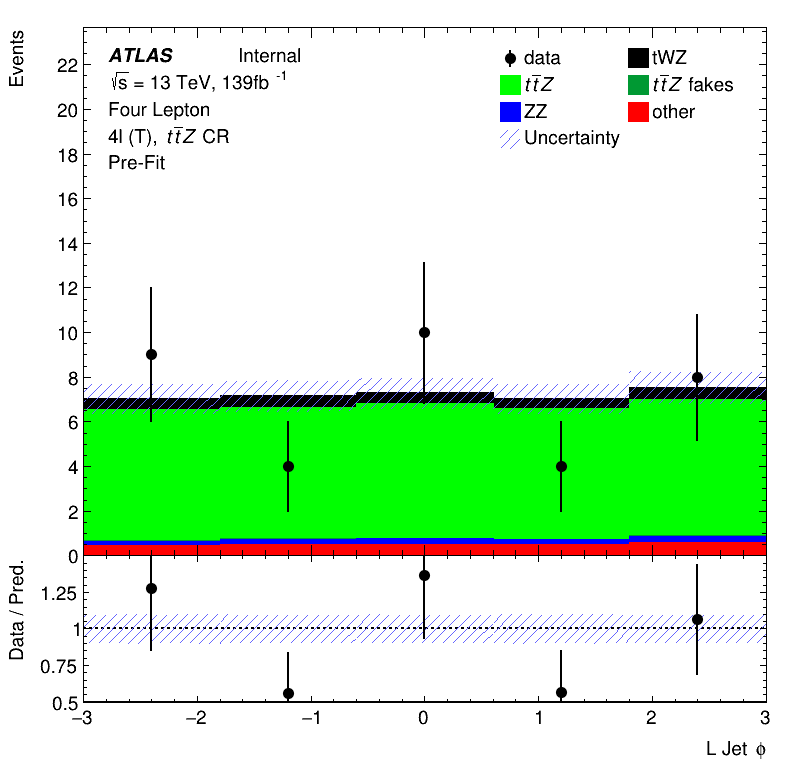 Events
ATLAS Internal
√s = 13 TeV, 139fb⁻¹
Four Lepton
4l (T), tt̅Z CR
Pre-Fit
data
tWZ
tt̅Z
tt̅Z fakes
ZZ
other
Uncertainty
22
20
18
16
14
12
10
8
6
4
2
0
Data / Pred.
1.25
1
0.75
0.5
−3 −2 −1 0 1 2 3
L Jet ϕ